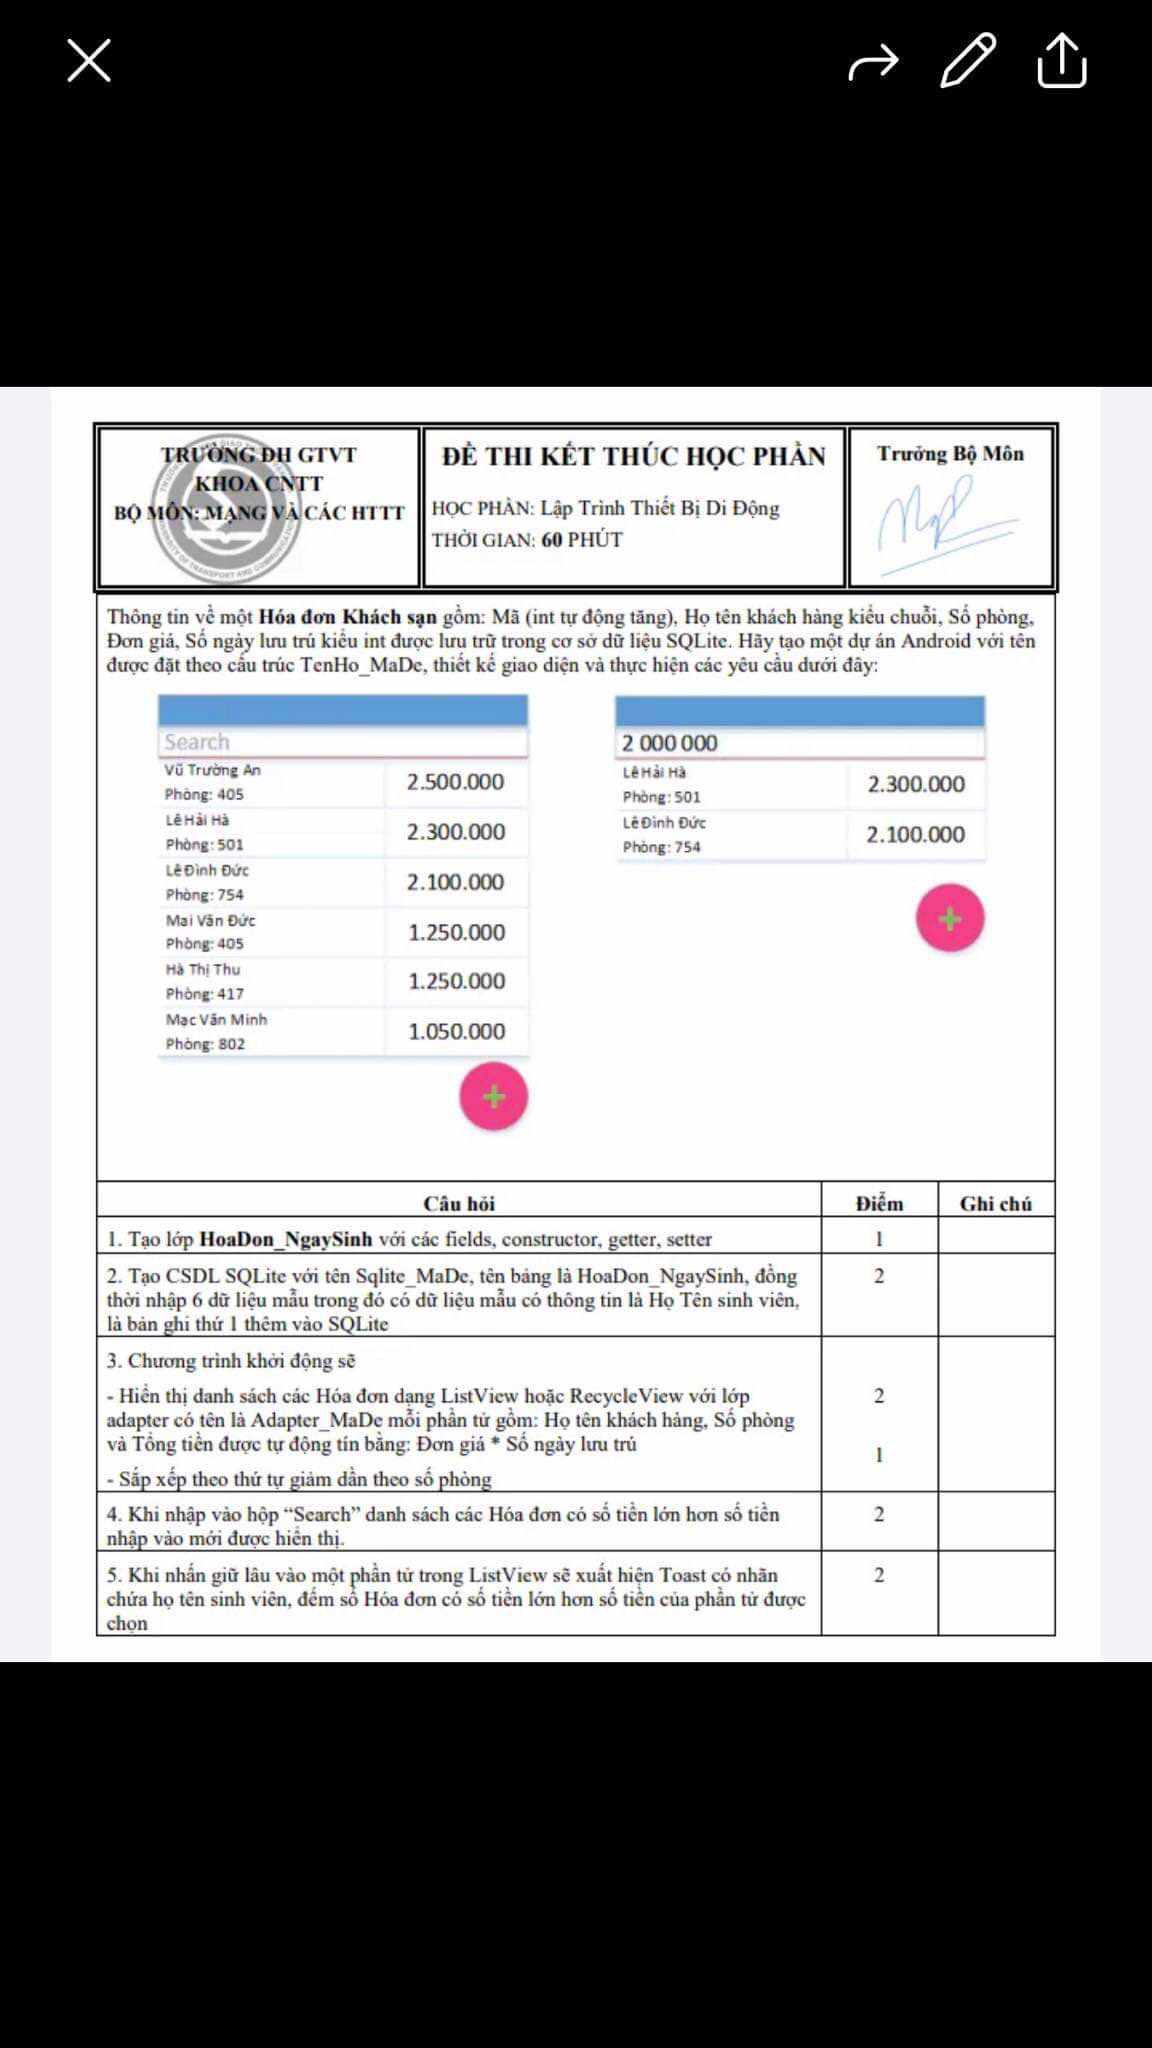 TRƯỜNG ĐH GTVT
KHOA CNTT
BỘ MÔN: MẠNG VÀ CÁC HTTT
ĐỀ THI KẾT THÚC HỌC PHẦN
HỌC PHẦN: Lập Trình Thiết Bị Di Động
THỜI GIAN: 60 PHÚT
Trưởng Bộ Môn
Thông tin về một Hóa đơn Khách sạn gồm: Mã (int tự động tăng), Họ tên khách hàng kiểu chuỗi, Số phòng,
Đơn giá, Số ngày lưu trú kiểu int được lưu trữ trong cơ sở dữ liệu SQLite. Hãy tạo một dự án Android với tên
được đặt theo cấu trúc TenHo_MaDe, thiết kế giao diện và thực hiện các yêu cầu dưới đây:
Search
Vũ Trường An
Phòng: 405
2.500.000
Lê Hải Hà
Phòng: 501
2.300.000
Lê Đình Đức
Phòng: 754
2.100.000
Mai Văn Đức
Phòng: 405
1.250.000
Hà Thị Thu
Phòng: 417
1.250.000
Mạc Văn Minh
Phòng: 802
1.050.000
2 000 000
Lê Hải Hà
Phòng: 501
2.300.000
Lê Đình Đức
Phòng: 754
2.100.000
Câu hỏi
Điểm
Ghi chú
1. Tạo lớp HoaDon_NgaySinh với các fields, constructor, getter, setter
1
2. Tạo CSDL SQLite với tên Sqlite_MaDe, tên bảng là HoaDon_NgaySinh, đồng
thời nhập 6 dữ liệu mẫu trong đó có dữ liệu mẫu có thông tin là Họ Tên sinh viên,
là bản ghi thứ 1 thêm vào SQLite
2
3. Chương trình khởi động sẽ
- Hiển thị danh sách các Hóa đơn dạng ListView hoặc RecycleView với lớp
adapter có tên là Adapter_MaDe mỗi phần tử gồm: Họ tên khách hàng, Số phòng
và Tổng tiền được tự động tín bằng: Đơn giá * Số ngày lưu trú
2
- Sắp xếp theo thứ tự giảm dần theo số phòng
1
4. Khi nhập vào hộp “Search” danh sách các Hóa đơn có số tiền lớn hơn số tiền
nhập vào mới được hiển thị.
2
5. Khi nhấn giữ lâu vào một phần tử trong ListView sẽ xuất hiện Toast có nhãn
chứa họ tên sinh viên, đếm số Hóa đơn có số tiền lớn hơn số tiền của phần tử được
chọn
2